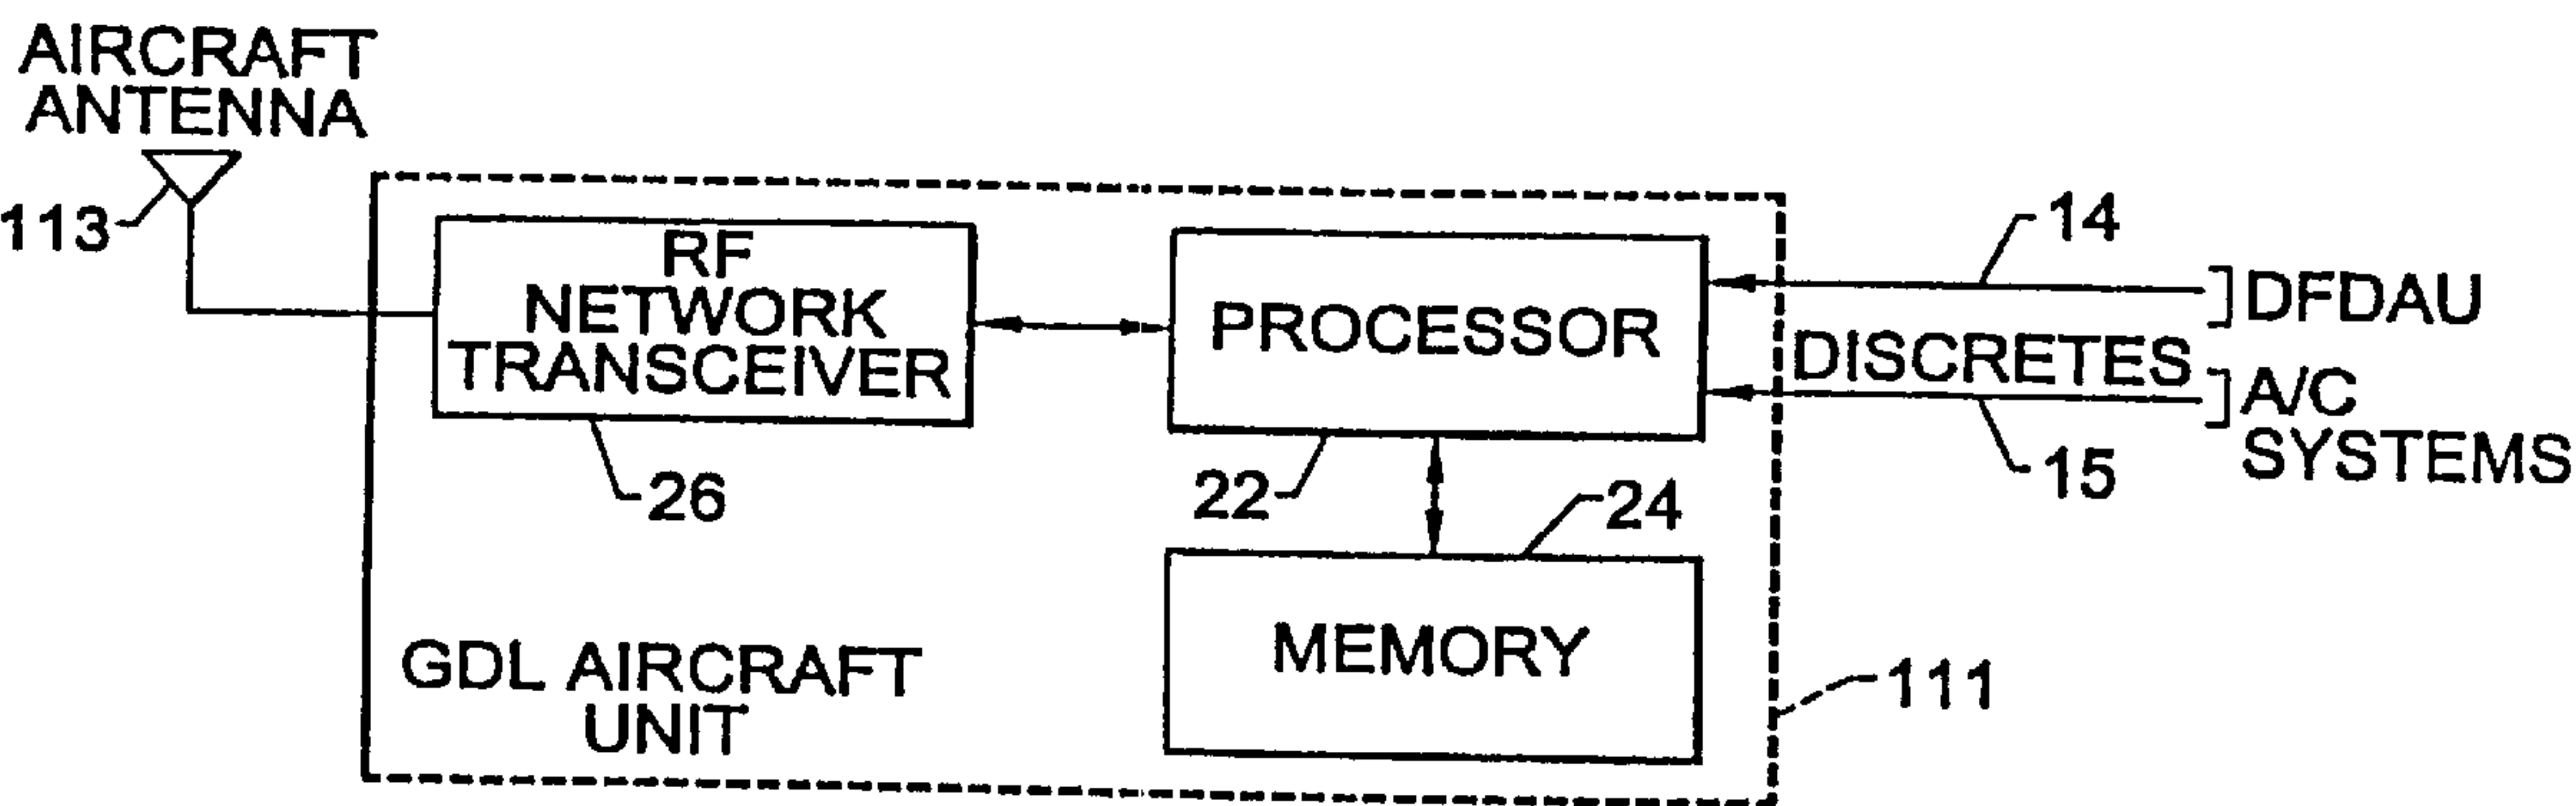 AIRCRAFT
ANTENNA
113
RF
NETWORK
TRANSCEIVER
26
PROCESSOR
22
14
DFDAU
DISCRETES
A/C
SYSTEMS
15
24
MEMORY
GDL AIRCRAFT
UNIT
111